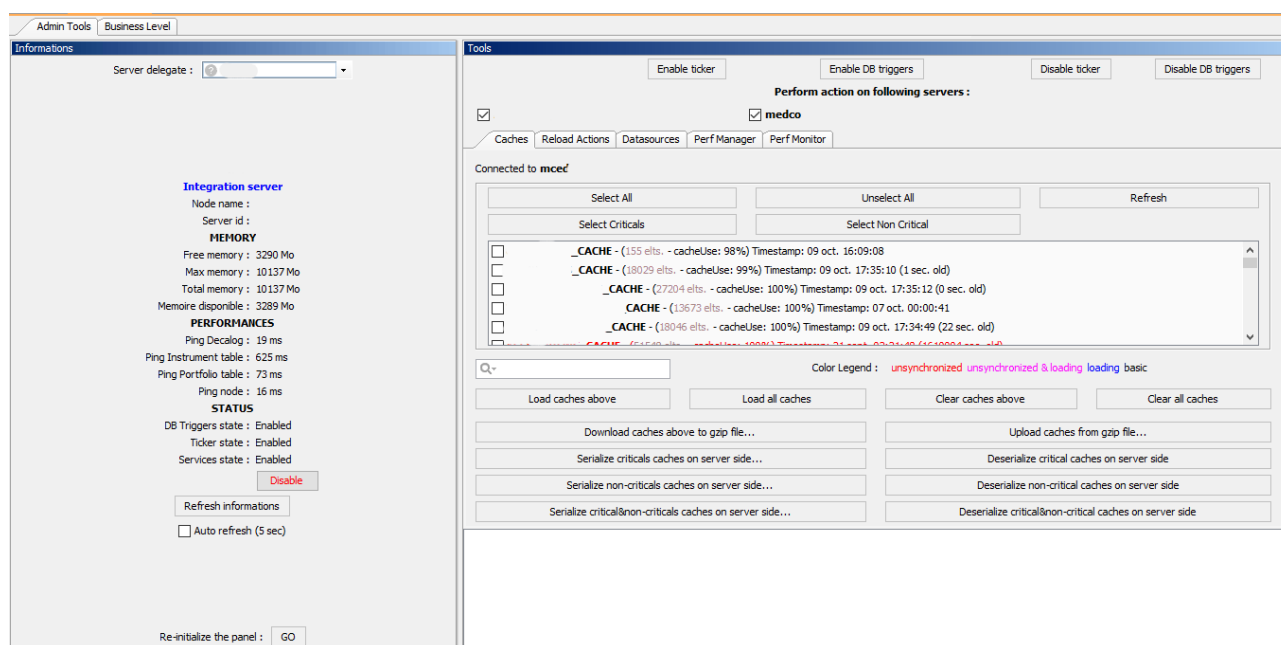 Admin Tools Business Level
Informations
Server delegate :
Integration server
Node name :
Server id :
MEMORY
Free memory : 3290 Mo
Max memory : 10137 Mo
Total memory : 10137 Mo
Memoire disponible : 3289 Mo
PERFORMANCES
Ping Decalog : 19 ms
Ping Instrument table : 625 ms
Ping Portfolio table : 73 ms
Ping node : 16 ms
STATUS
DB Triggers state : Enabled
Ticker state : Enabled
Services state : Enabled
Disable
Refresh informations
Auto refresh (5 sec)
Re-initialize the panel : GO
Tools
Enable ticker Enable DB triggers Disable ticker Disable DB triggers
Perform action on following servers :
medco
Caches Reload Actions Datasources Perf Manager Perf Monitor
Connected to
Select All Unselect All Refresh
Select Criticals Select Non Critical
_CACHE - (155 elts. - cacheUse: 98%) Timestamp: 09 oct. 16:09:08
_CACHE - (18029 elts. - cacheUse: 99%) Timestamp: 09 oct. 17:35:10 (1 sec. old)
_CACHE - (27204 elts. - cacheUse: 100%) Timestamp: 09 oct. 17:35:12 (0 sec. old)
CACHE - (13673 elts. - cacheUse: 100%) Timestamp: 07 oct. 00:00:41
_CACHE - (18046 elts. - cacheUse: 100%) Timestamp: 09 oct. 17:34:49 (22 sec. old)
Color Legend : unsynchronized unsynchronized & loading loading basic
Load caches above Load all caches Clear caches above Clear all caches
Download caches above to gzip file... Upload caches from gzip file...
Serialize criticals caches on server side... Deserialize critical caches on server side
Serialize non-criticals caches on server side... Deserialize non-critical caches on server side
Serialize critical&non-criticals caches on server side... Deserialize critical&non-critical caches on server side